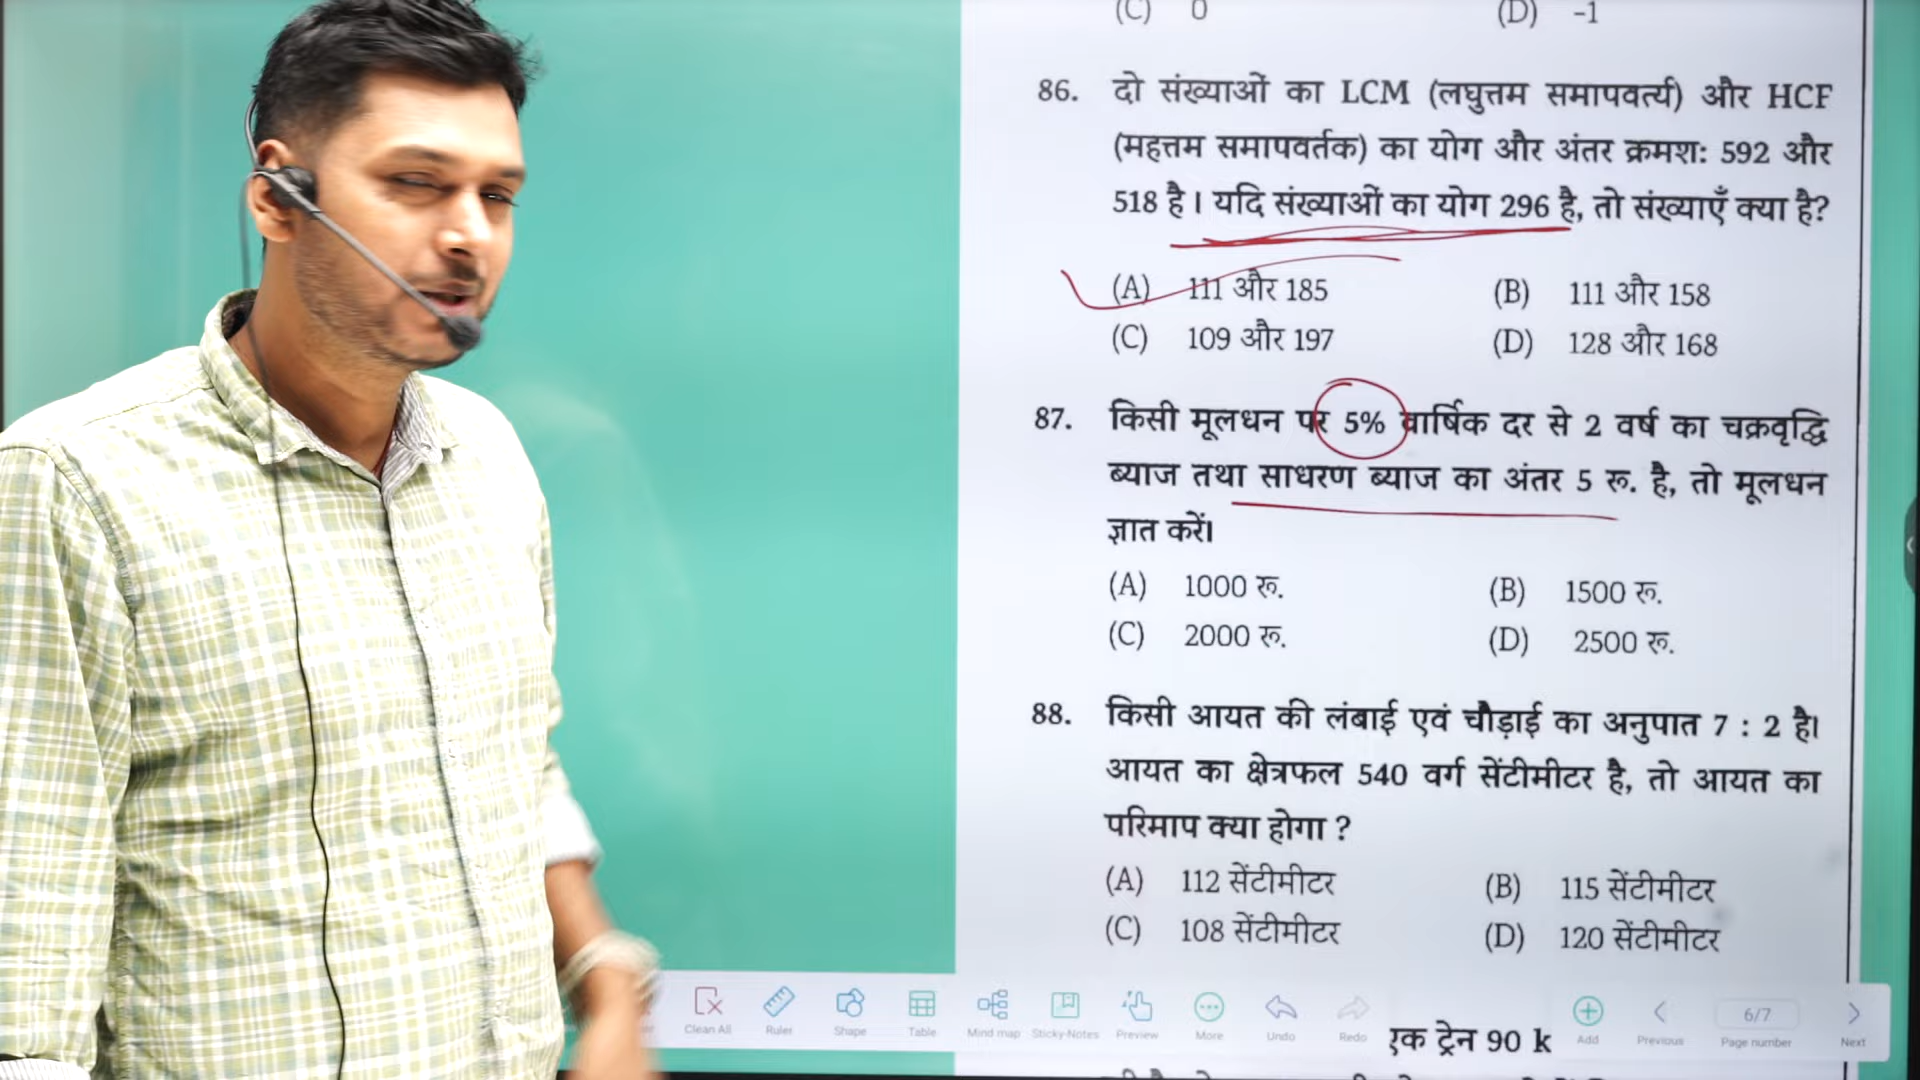 (C) 0 (D) -1
86. दो संख्याओं का LCM (लघुत्तम समापवर्त्य) और HCF
(महत्तम समापवर्तक) का योग और अंतर क्रमश: 592 और
518 है। यदि संख्याओं का योग 296 है, तो संख्याएँ क्या है?
(A) 111 और 185 (B) 111 और 158
(C) 109 और 197 (D) 128 और 168
87. किसी मूलधन पर 5% वार्षिक दर से 2 वर्ष का चक्रवृद्धि
ब्याज तथा साधरण ब्याज का अंतर 5 रू. है, तो मूलधन
ज्ञात करें।
(A) 1000 रू. (B) 1500 रू.
(C) 2000 रू. (D) 2500 रू.
88. किसी आयत की लंबाई एवं चौड़ाई का अनुपात 7 : 2 है।
आयत का क्षेत्रफल 540 वर्ग सेंटीमीटर है, तो आयत का
परिमाप क्या होगा ?
(A) 112 सेंटीमीटर (B) 115 सेंटीमीटर
(C) 108 सेंटीमीटर (D) 120 सेंटीमीटर
6/7
Clean All Ruler Shape Table Mind map Sticky-Notes Preview More Undo Redo Add Previous Page number Next
एक ट्रेन 90 k